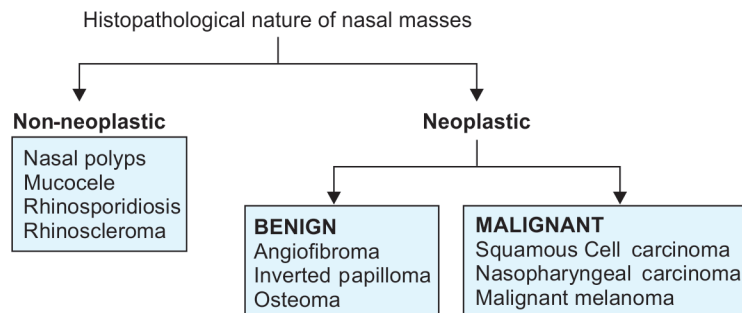 Histopathological nature of nasal masses
Non-neoplastic
Nasal polyps
Mucocele
Rhinosporidiosis
Rhinoscleroma
Neoplastic
BENIGN
Angiofibroma
Inverted papilloma
Osteoma
MALIGNANT
Squamous Cell carcinoma
Nasopharyngeal carcinoma
Malignant melanoma